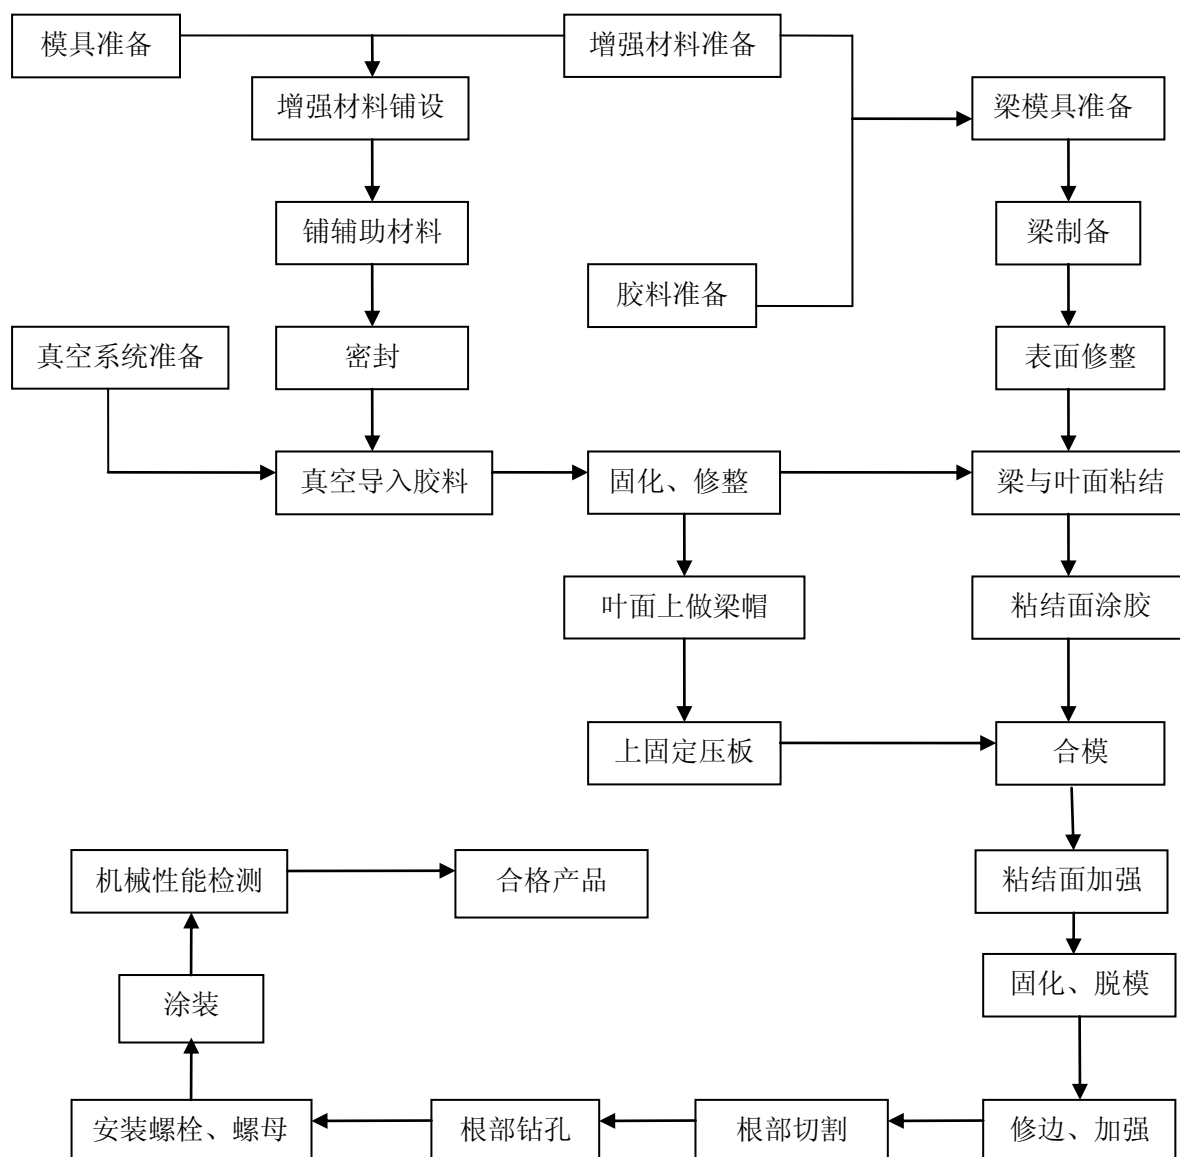 模具准备
增强材料准备
增强材料铺设
梁模具准备
铺辅助材料
梁制备
胶料准备
真空系统准备
密封
表面修整
真空导入胶料
固化、修整
梁与叶面粘结
叶面上做梁帽
粘结面涂胶
上固定压板
合模
机械性能检测
合格产品
粘结面加强
固化、脱模
涂装
安装螺栓、螺母
根部钻孔
根部切割
修边、加强